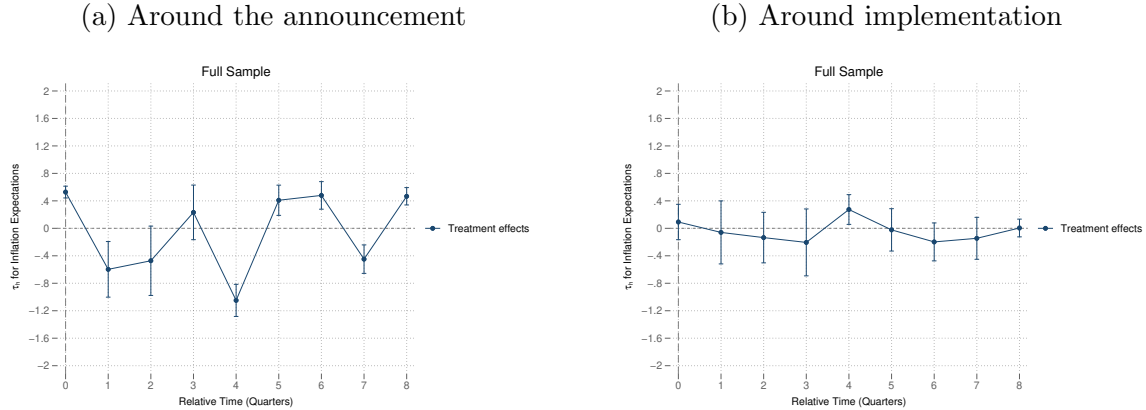 (a) Around the announcement
Full Sample
2
1.6
1.2
.8
.4
0
−.4
−.8
−1.2
−1.6
−2
τₕ for Inflation Expectations
0 1 2 3 4 5 6 7 8
Relative Time (Quarters)
Treatment effects
(b) Around implementation
Full Sample
2
1.6
1.2
.8
.4
0
−.4
−.8
−1.2
−1.6
−2
τₕ for Inflation Expectations
0 1 2 3 4 5 6 7 8
Relative Time (Quarters)
Treatment effects